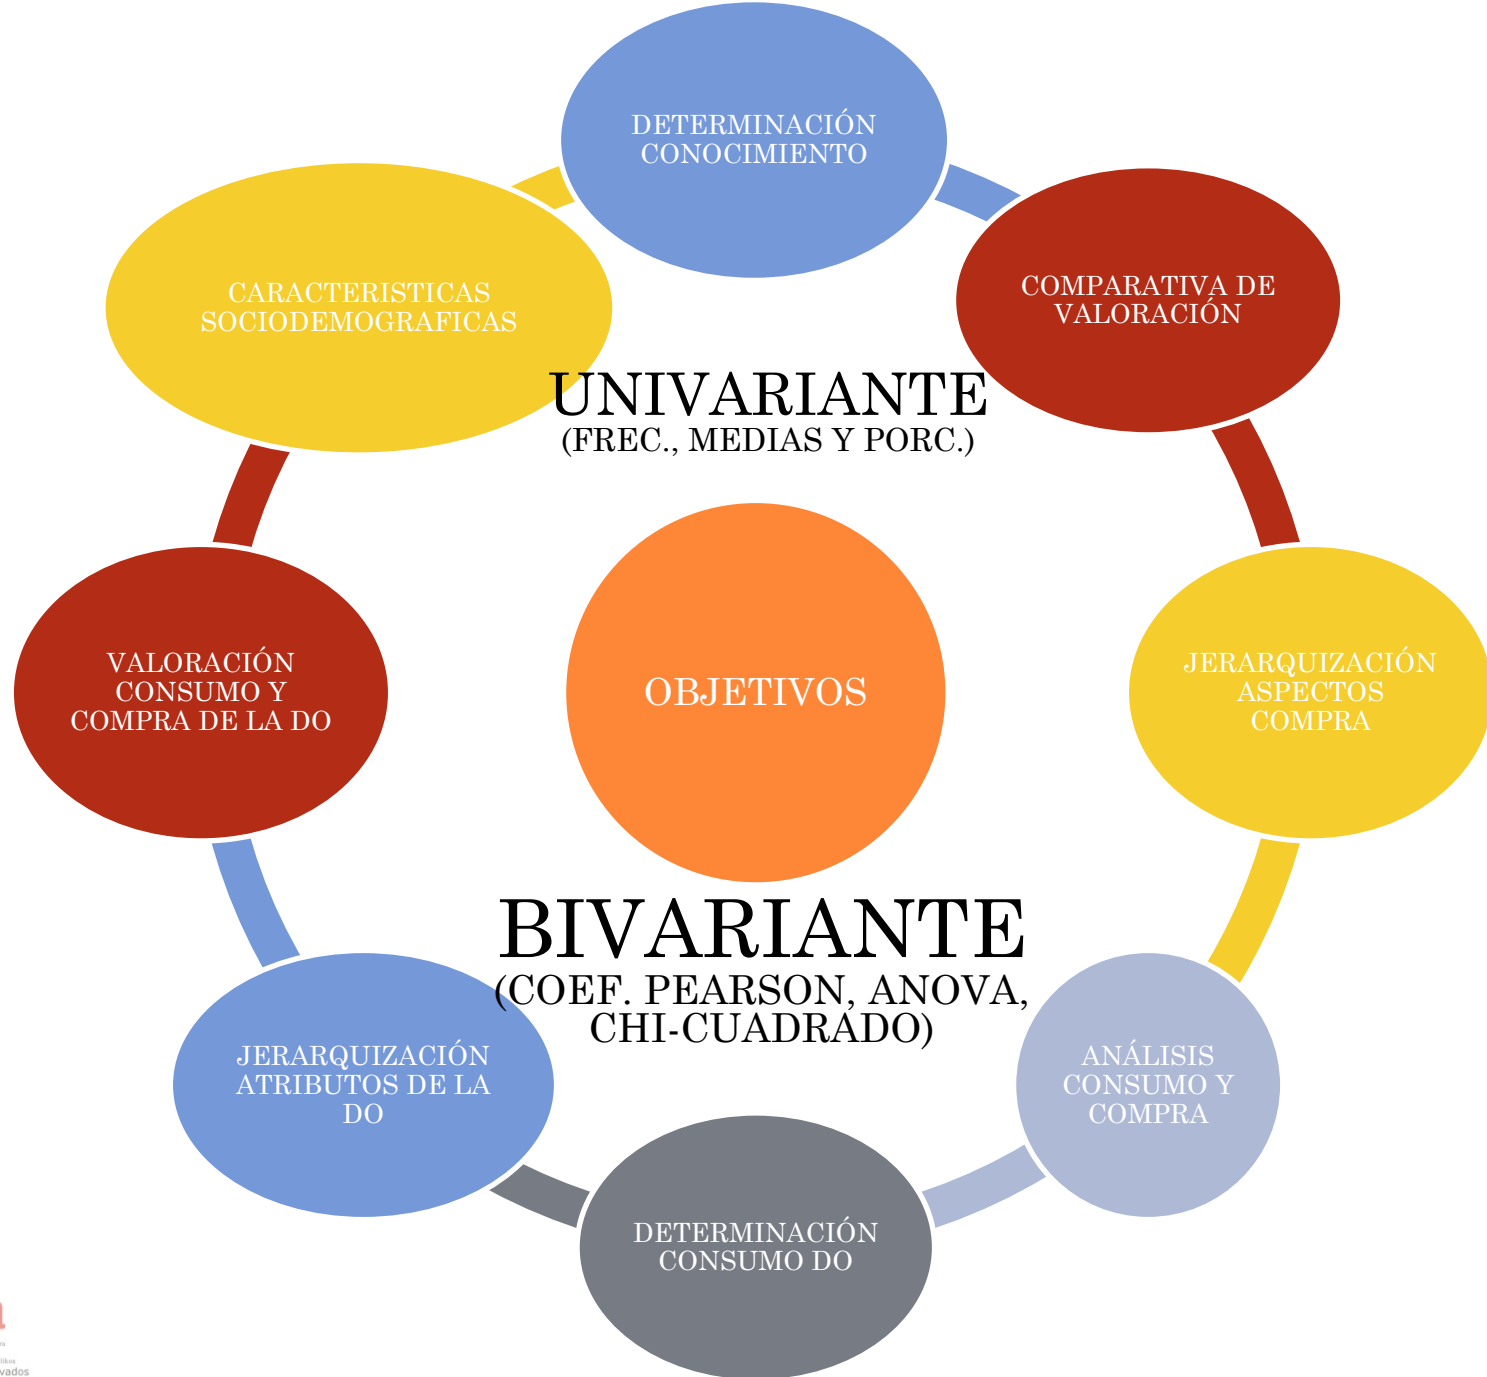 DETERMINACIÓN
CONOCIMIENTO
COMPARATIVA DE
VALORACIÓN
CARACTERISTICAS
SOCIODEMOGRAFICAS
UNIVARIANTE
(FREC., MEDIAS Y PORC.)
VALORACIÓN
CONSUMO Y
COMPRA DE LA DO
OBJETIVOS
JERARQUIZACIÓN
ASPECTOS
COMPRA
BIVARIANTE
(COEF. PEARSON, ANOVA,
CHI-CUADRADO)
JERARQUIZACIÓN
ATRIBUTOS DE LA
DO
ANÁLISIS
CONSUMO Y
COMPRA
DETERMINACIÓN
CONSUMO DO
vados